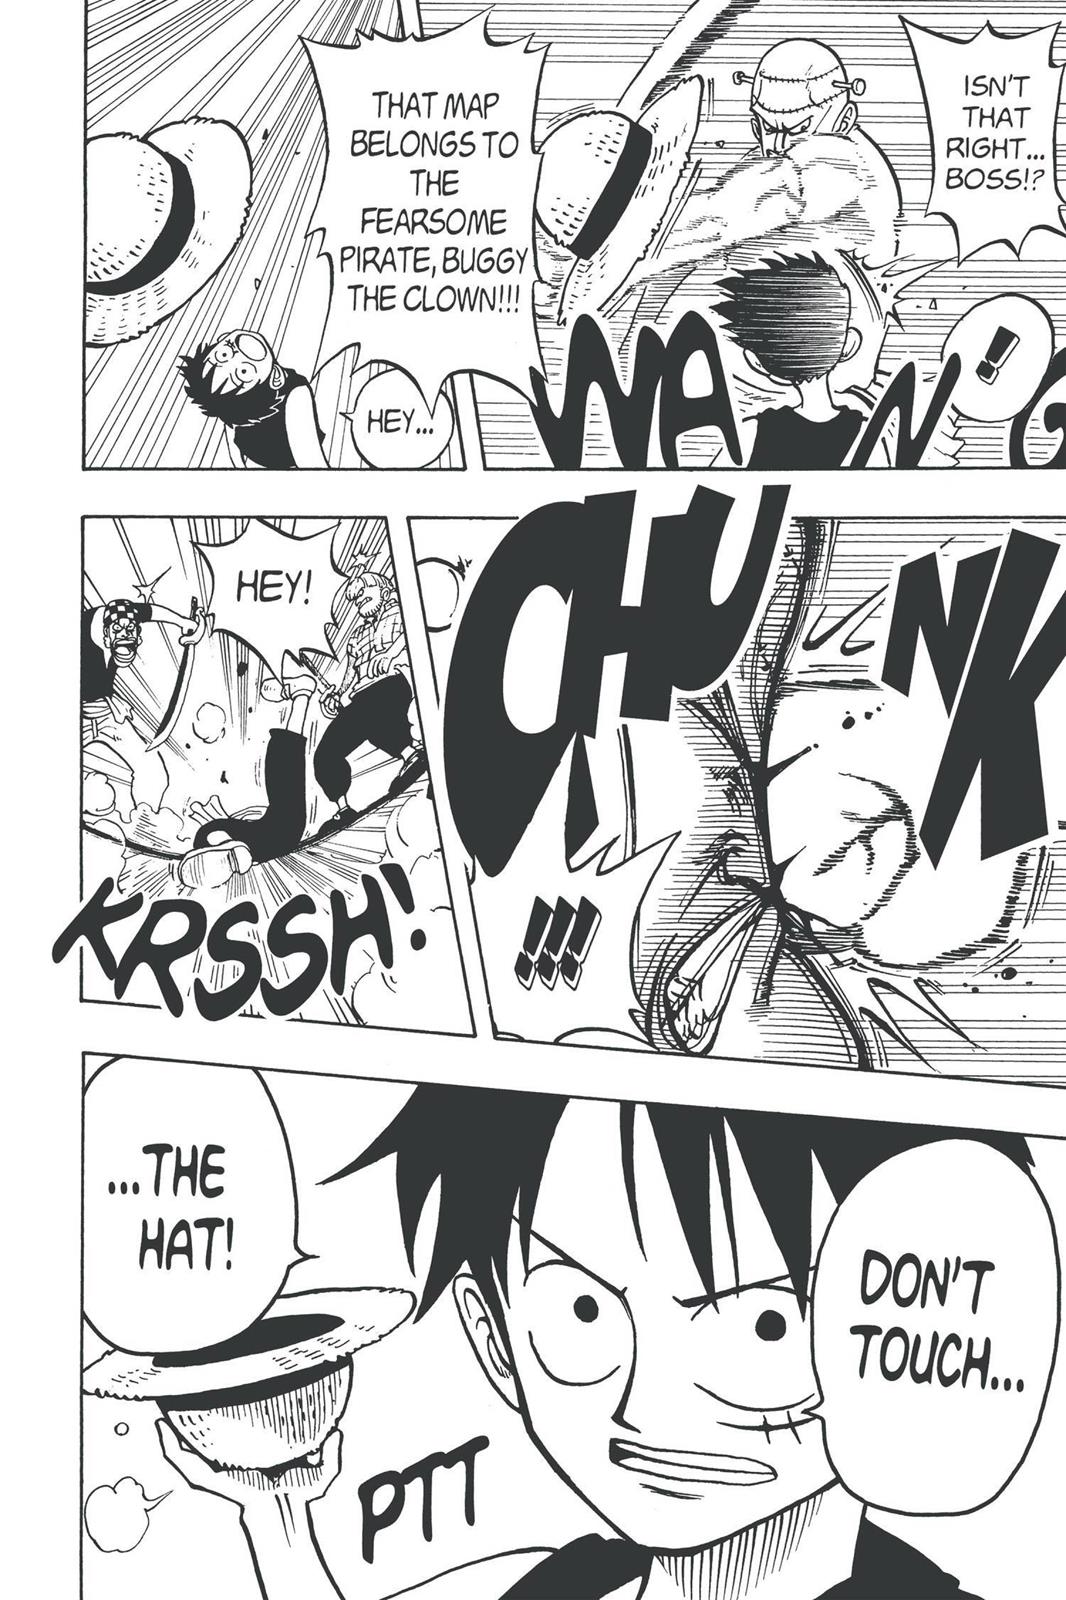 ISN'T
THAT
RIGHT...
BOSS!?
!!
WANG
THAT MAP
BELONGS TO
THE
FEARSOME
PIRATE, BUGGY
THE CLOWN!!!
HEY...
CHUNK
!!!
HEY!
KRSSH!
DON'T
TOUCH...
...THE
HAT!
PTT